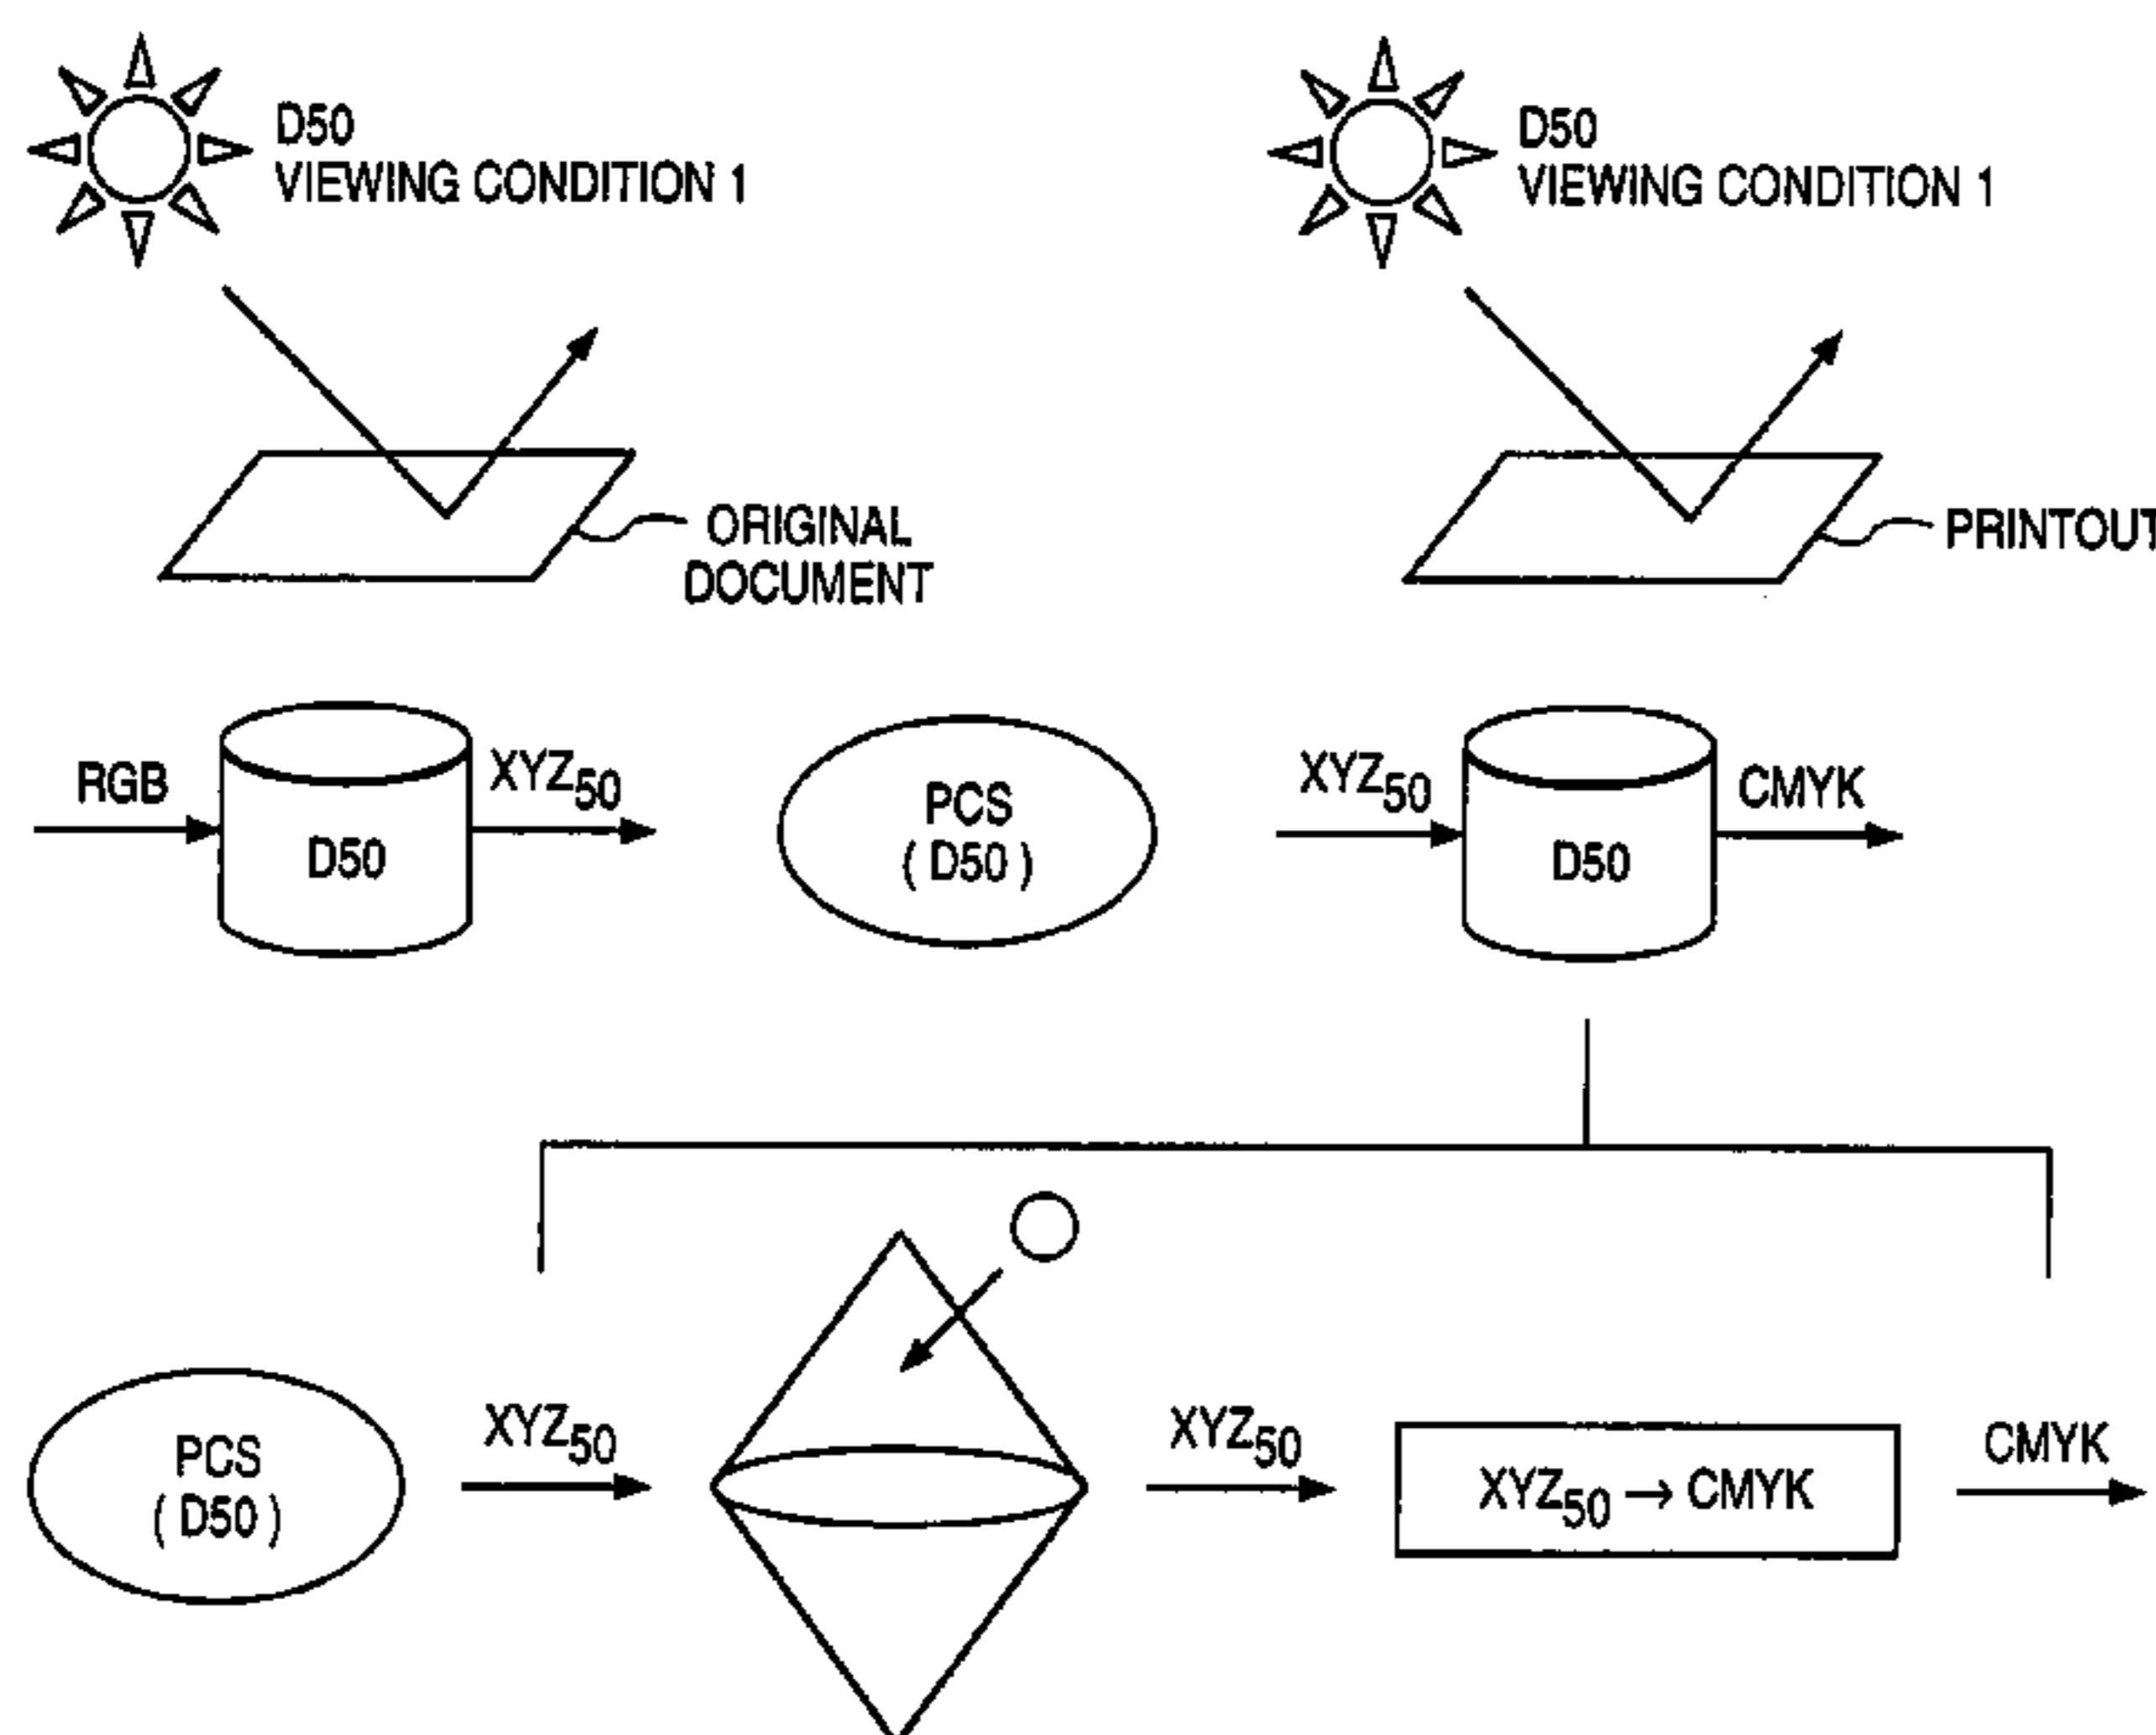 D50
VIEWING CONDITION 1
D50
VIEWING CONDITION 1
ORIGINAL
DOCUMENT
PRINTOUT
RGB
D50
XYZ50
PCS
( D50 )
XYZ50
D50
CMYK
PCS
( D50 )
XYZ50
XYZ50
XYZ50 → CMYK
CMYK